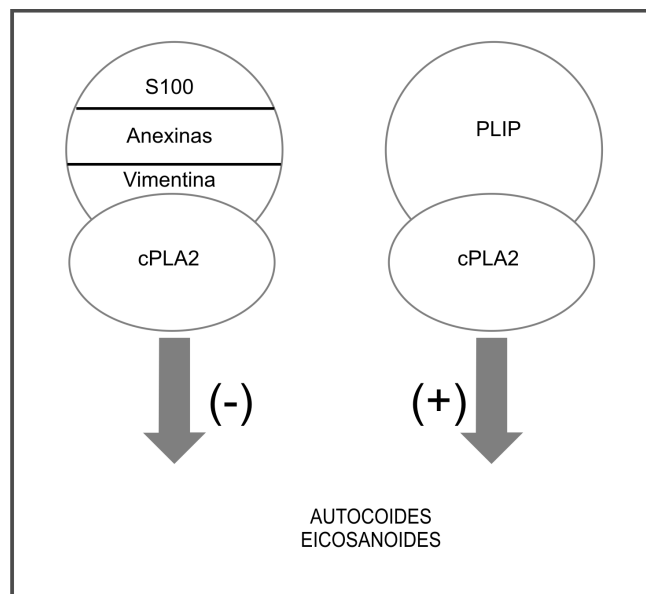 S100
Anexinas
Vimentina
cPLA2
(-)
PLIP
cPLA2
(+)
AUTOCOIDES
EICOSANOIDES